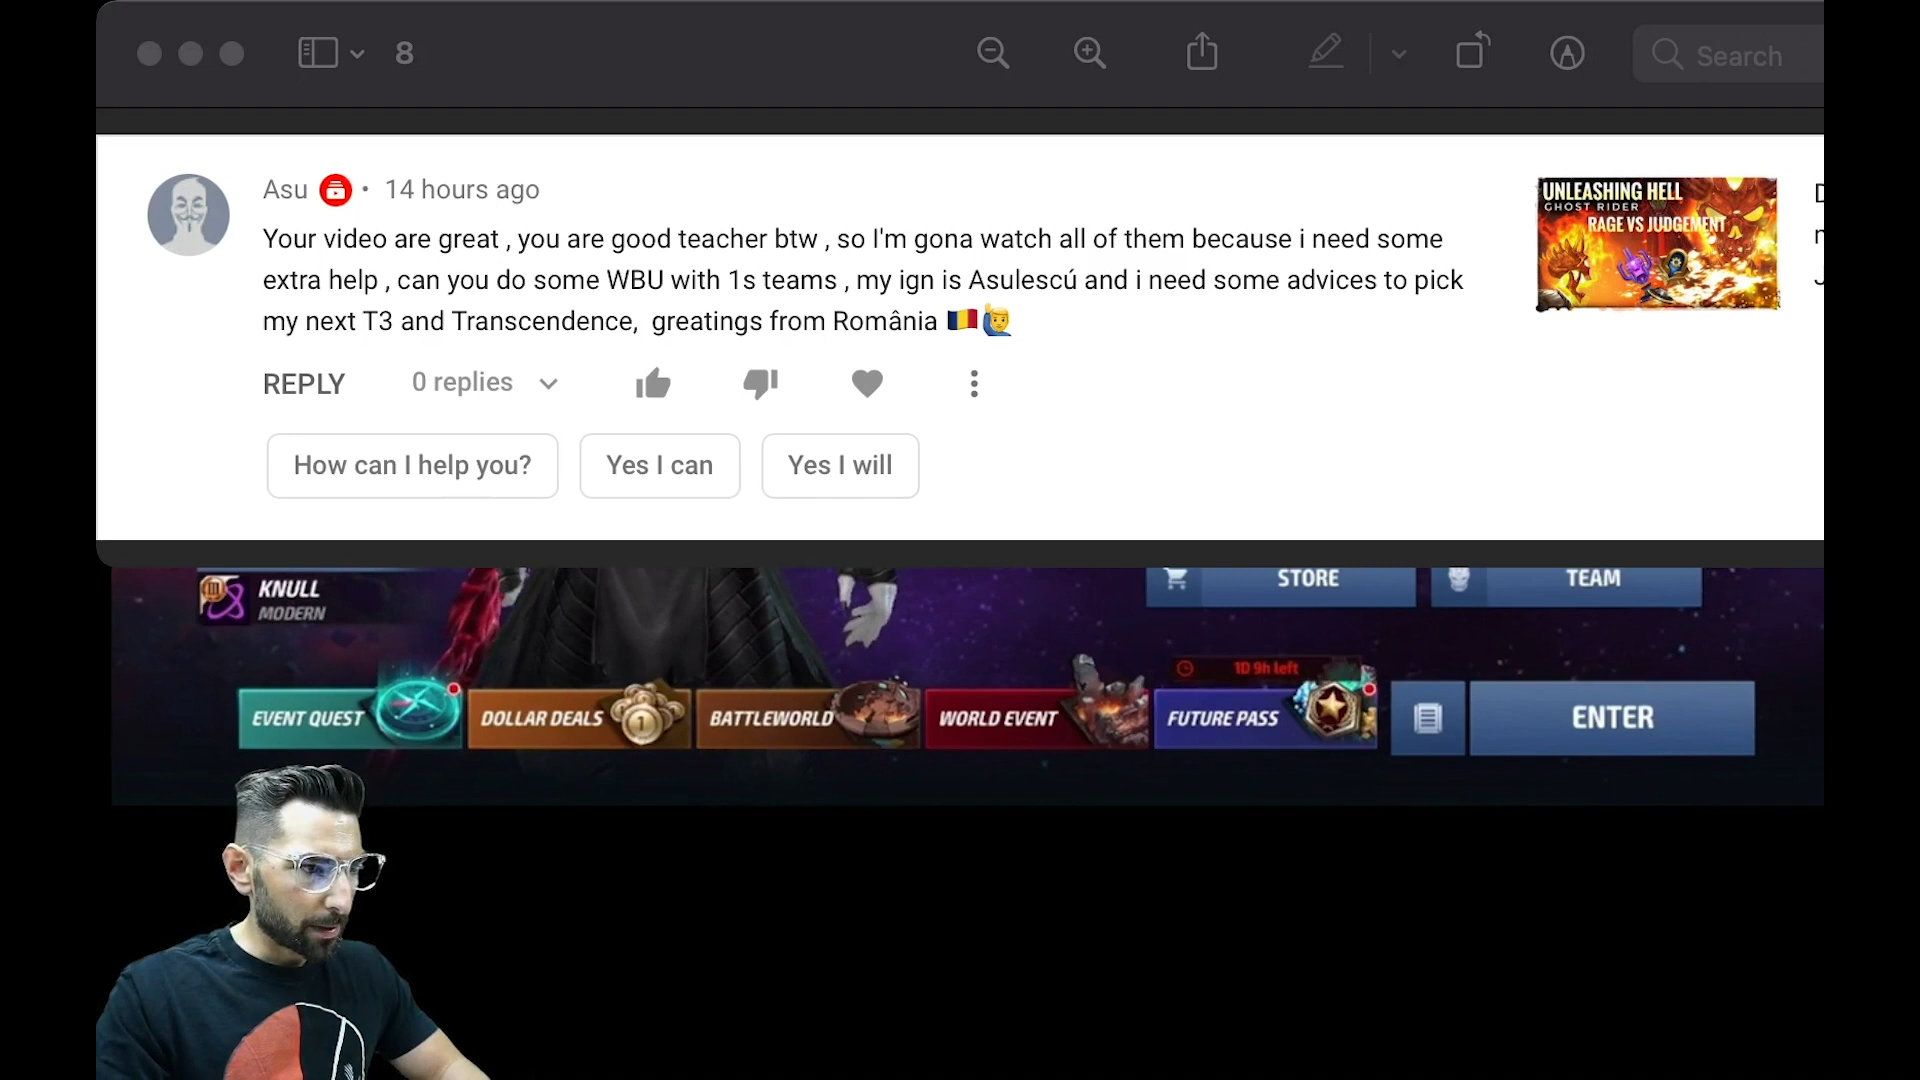 8
Search
Asu • 14 hours ago
Your video are great , you are good teacher btw , so I'm gona watch all of them because i need some
extra help , can you do some WBU with 1s teams , my ign is Asulescú and i need some advices to pick
my next T3 and Transcendence,  greatings from România 🇷🇴🙋‍♂️
UNLEASHING HELL
GHOST RIDER
RAGE VS JUDGEMENT
REPLY 0 replies
How can I help you? Yes I can Yes I will
KNULL
MODERN
STORE TEAM
1D 9h left
EVENT QUEST DOLLAR DEALS BATTLEWORLD WORLD EVENT FUTURE PASS ENTER